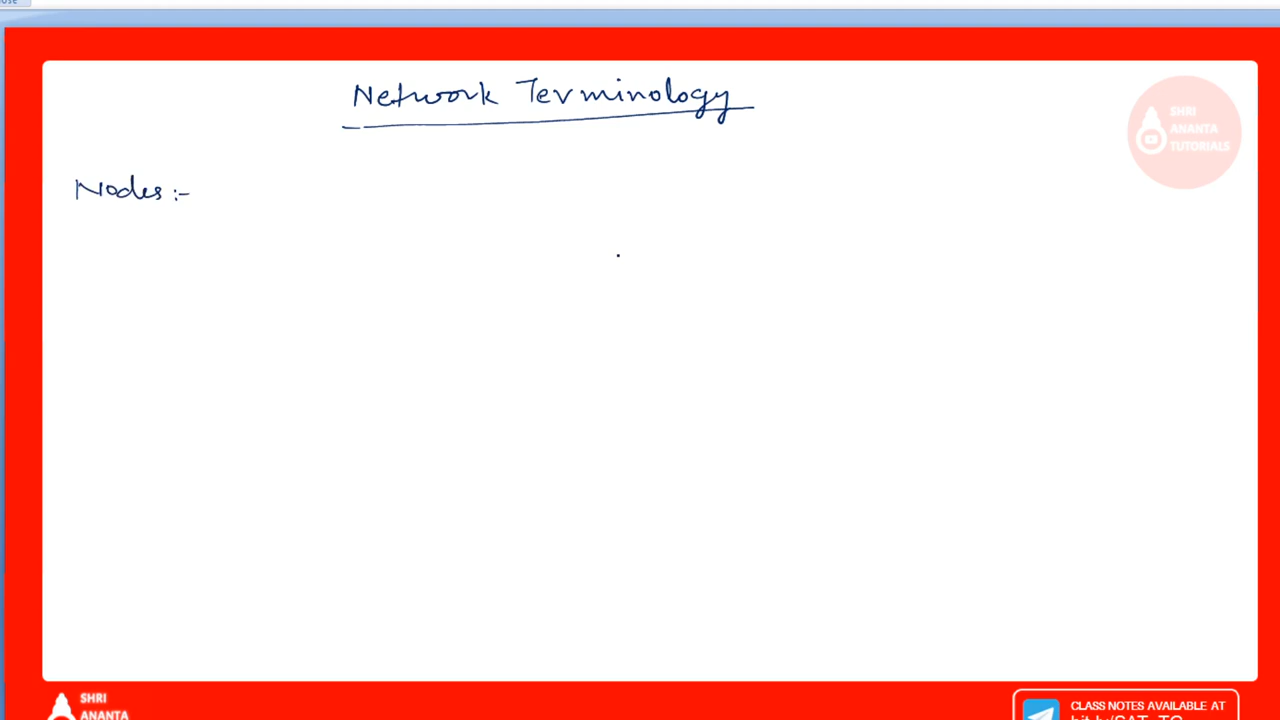 Network Terminology
SHRI
ANANTA
TUTORIALS
Nodes :-
SHRI
ANANTA
CLASS NOTES AVAILABLE AT